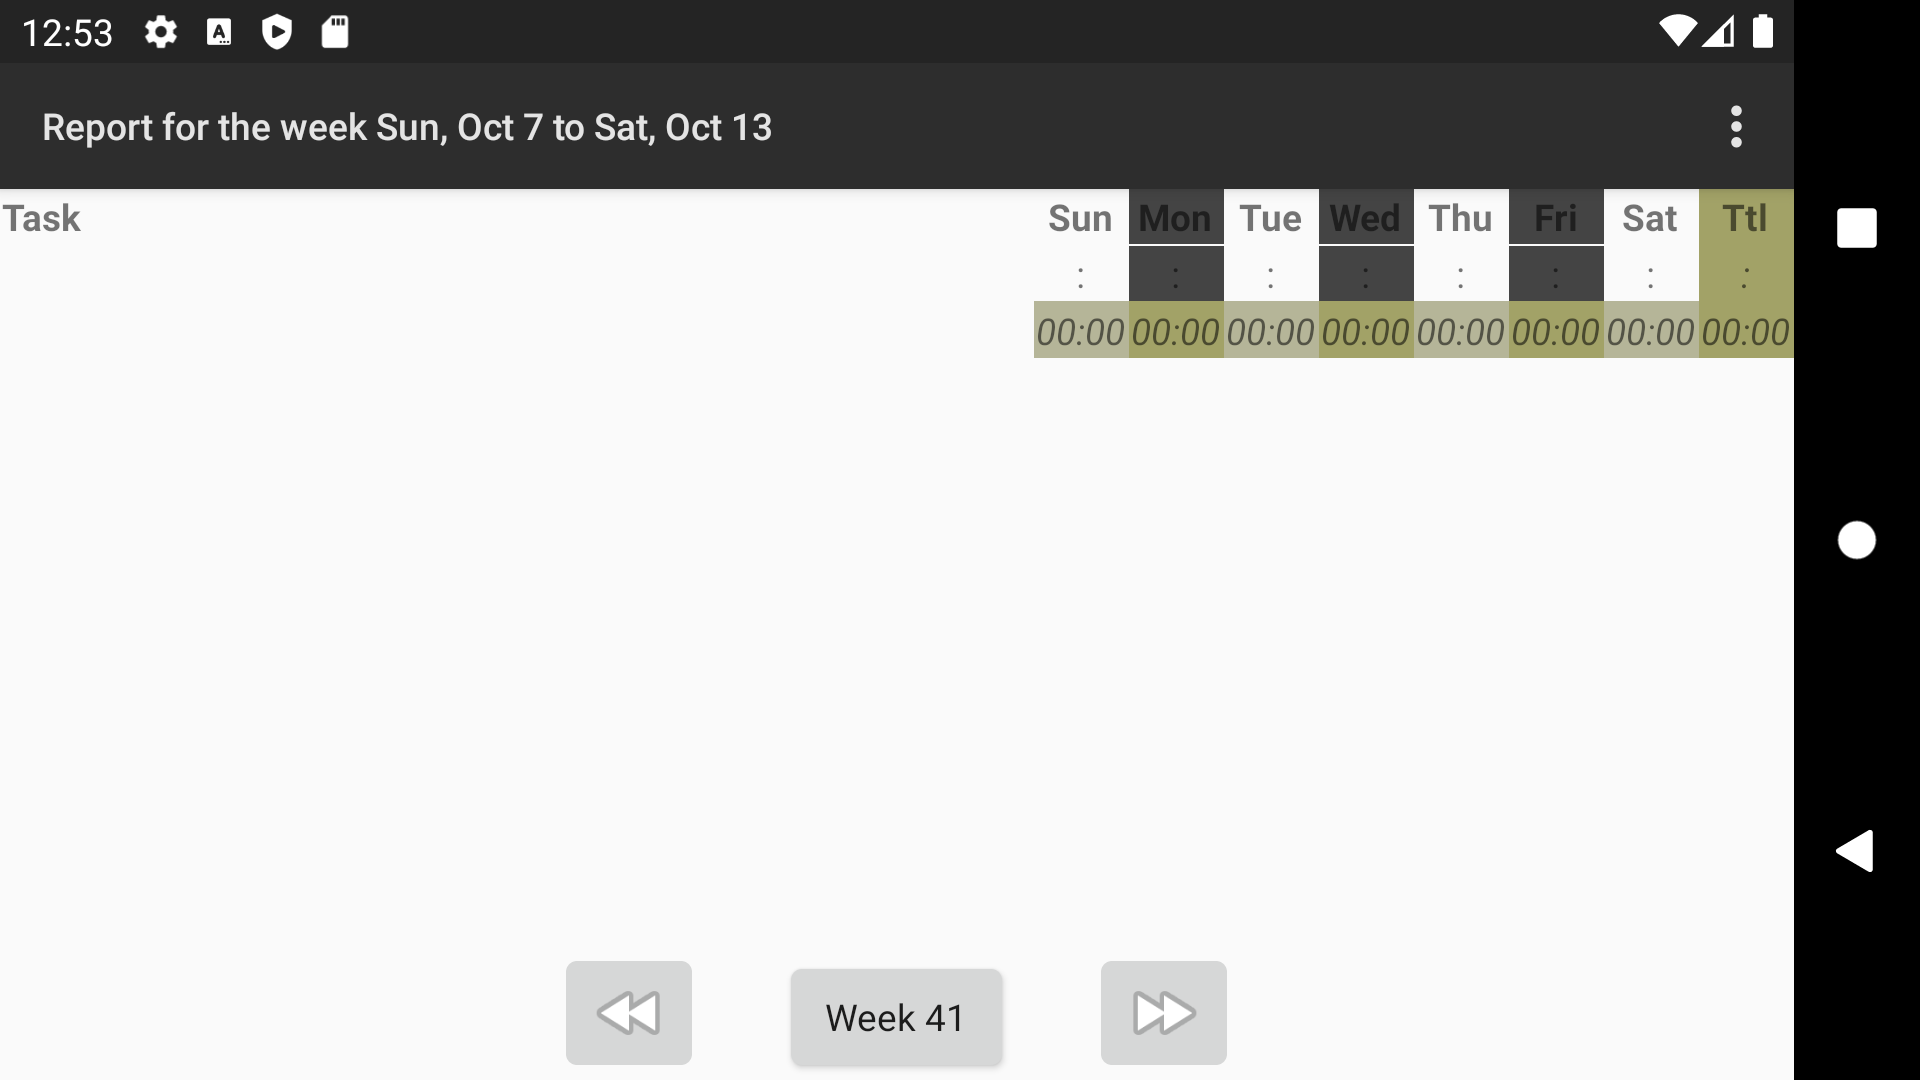 12:53
Report for the week Sun, Oct 7 to Sat, Oct 13
Task Sun Mon Tue Wed Thu Fri Sat Ttl
: : : : : : : :
00:00 00:00 00:00 00:00 00:00 00:00 00:00 00:00
Week 41